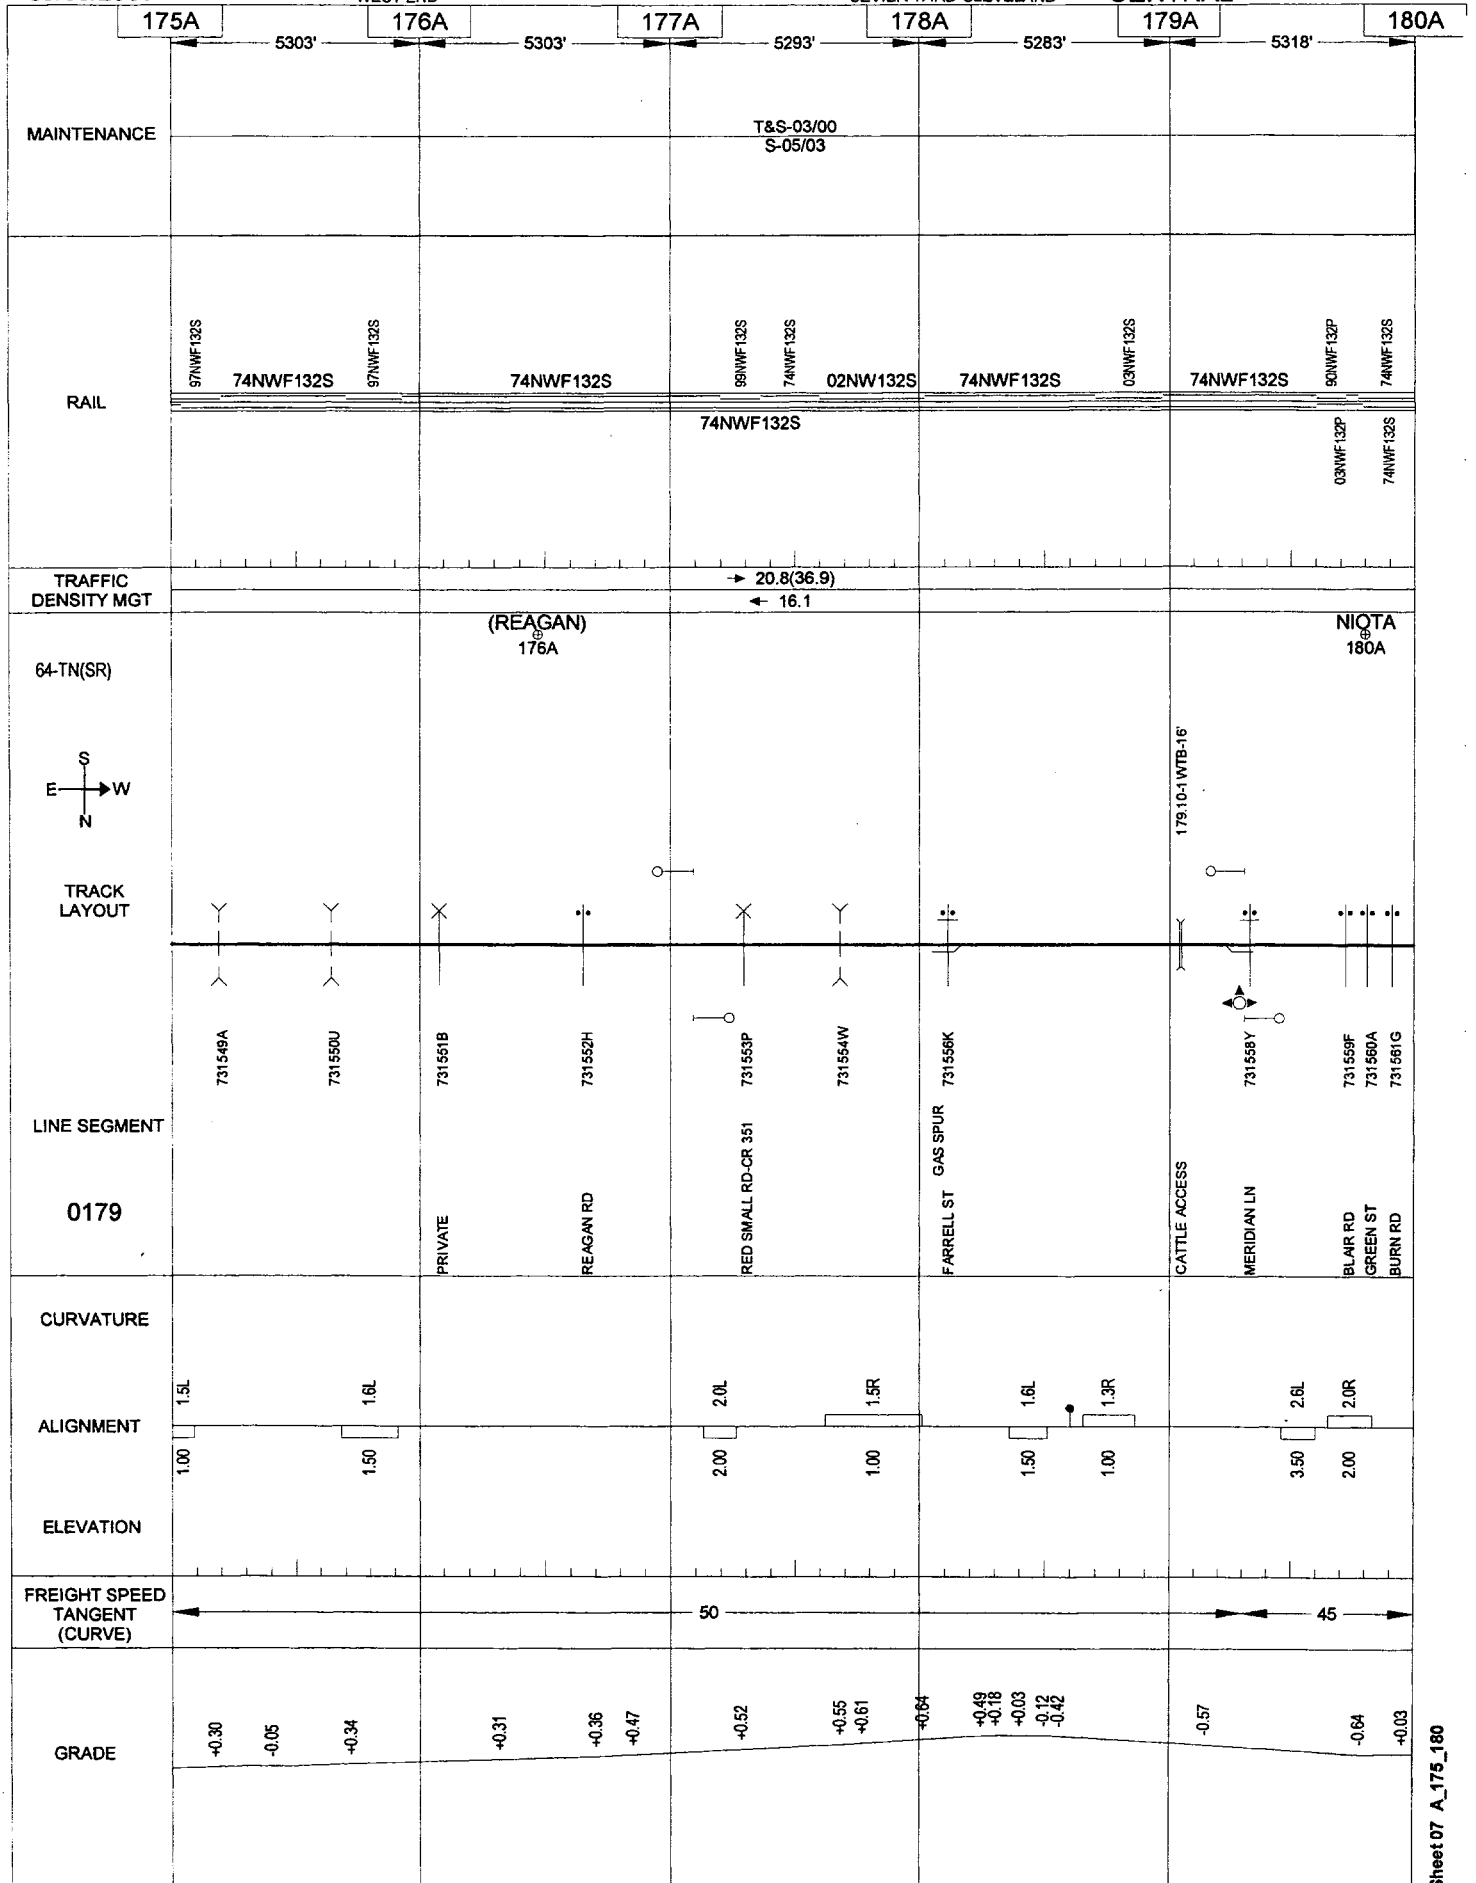 175A 176A 177A 178A 179A 180A
5303' 5303' 5293' 5283' 5318'
MAINTENANCE
T&S-03/00
S-05/03
RAIL
97NWF132S 74NWF132S 97NWF132S 74NWF132S 99NWF132S 74NWF132S 02NW132S 74NWF132S 03NWF132S 74NWF132S 90NWF132P 74NWF132S
74NWF132S 03NWF132P 74NWF132S
TRAFFIC
DENSITY MGT
20.8(36.9)
16.1
(REAGAN)
176A
NIOTA
180A
64-TN(SR)
S
E W
N
179.10-1 WTB-16'
TRACK
LAYOUT
731549A 731550U 731551B 731552H 731553P 731554W 731556K 731558Y 731559F 731560A 731561G
LINE SEGMENT
0179
PRIVATE
REAGAN RD
RED SMALL RD-CR 351
FARRELL ST GAS SPUR
CATTLE ACCESS
MERIDIAN LN
BLAIR RD
GREEN ST
BURN RD
CURVATURE
1.5L 1.6L 2.0L 1.5R 1.6L 1.3R 2.6L 2.0R
ALIGNMENT
1.00 1.50 2.00 1.00 1.50 1.00 3.50 2.00
ELEVATION
FREIGHT SPEED
TANGENT
(CURVE)
50 45
GRADE
+0.30 -0.05 +0.34 +0.31 +0.36 +0.47 +0.52 +0.55 +0.61 +0.64 +0.49 +0.18 +0.03 -0.12 -0.42 -0.57 -0.64 +0.03
Sheet 07 A_175_180